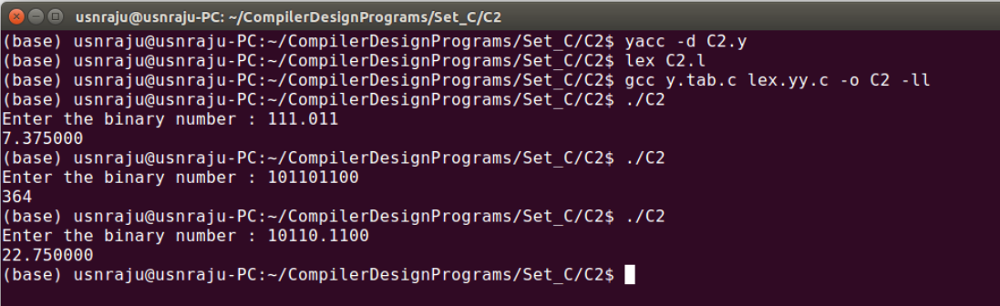 usnraju@usnraju-PC: ~/CompilerDesignPrograms/Set_C/C2
(base) usnraju@usnraju-PC:~/CompilerDesignPrograms/Set_C/C2$ yacc -d C2.y
(base) usnraju@usnraju-PC:~/CompilerDesignPrograms/Set_C/C2$ lex C2.l
(base) usnraju@usnraju-PC:~/CompilerDesignPrograms/Set_C/C2$ gcc y.tab.c lex.yy.c -o C2 -ll
(base) usnraju@usnraju-PC:~/CompilerDesignPrograms/Set_C/C2$ ./C2
Enter the binary number : 111.011
7.375000
(base) usnraju@usnraju-PC:~/CompilerDesignPrograms/Set_C/C2$ ./C2
Enter the binary number : 101101100
364
(base) usnraju@usnraju-PC:~/CompilerDesignPrograms/Set_C/C2$ ./C2
Enter the binary number : 10110.1100
22.750000
(base) usnraju@usnraju-PC:~/CompilerDesignPrograms/Set_C/C2$